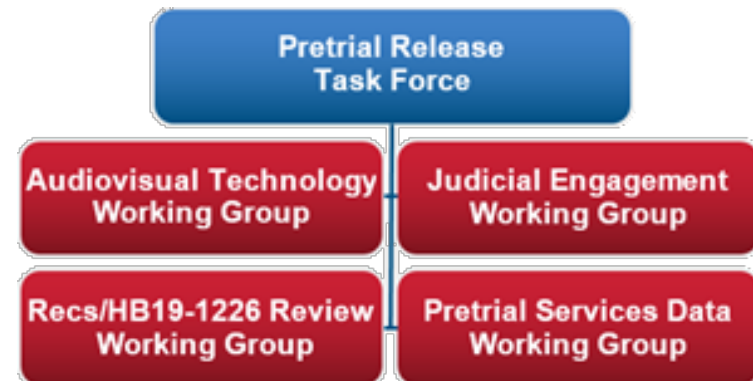 Pretrial Release
Task Force
Audiovisual Technology
Working Group
Judicial Engagement
Working Group
Recs/HB19-1226 Review
Working Group
Pretrial Services Data
Working Group